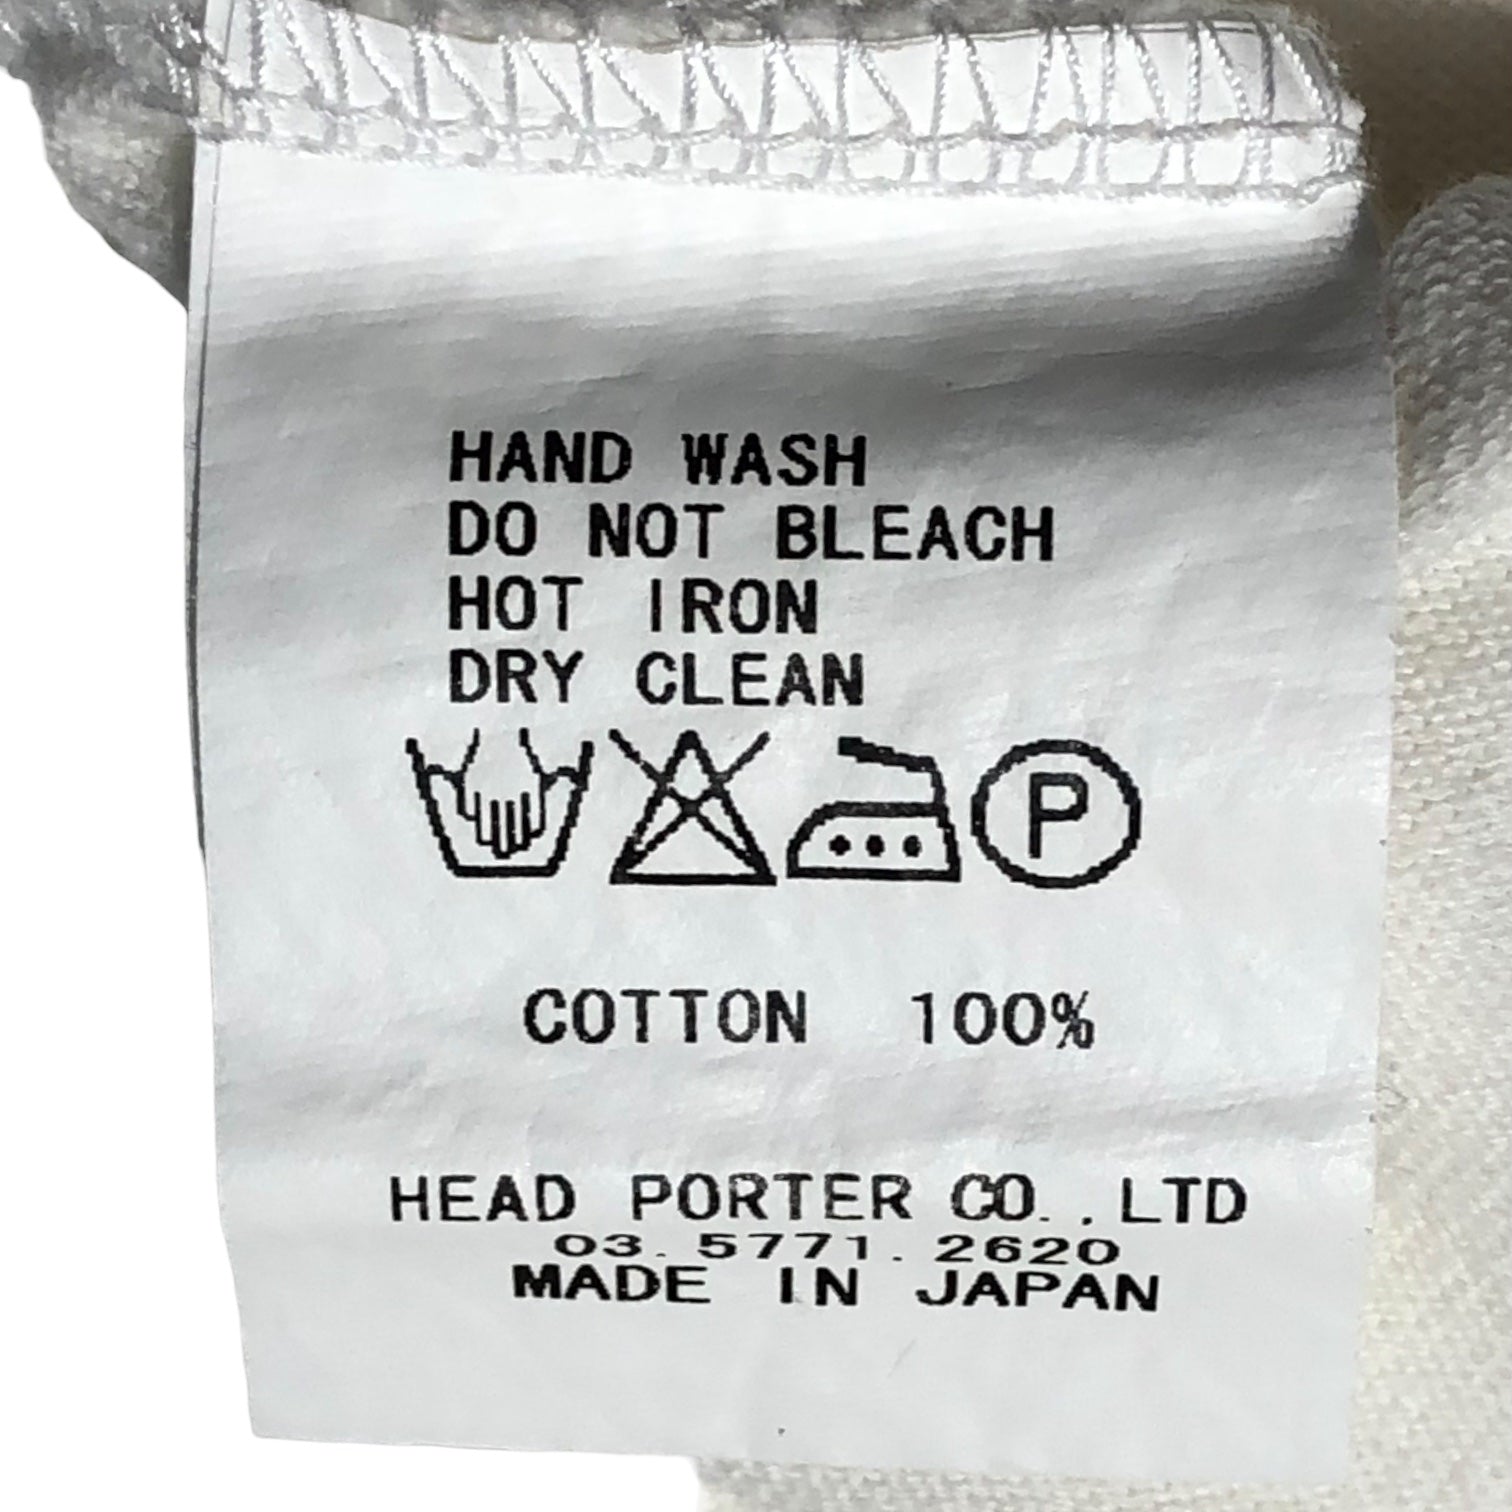 HAND WASH
DO NOT BLEACH
HOT IRON
DRY CLEAN
P
COTTON 100%
HEAD PORTER CO.,LTD
03.5771.2620
MADE IN JAPAN